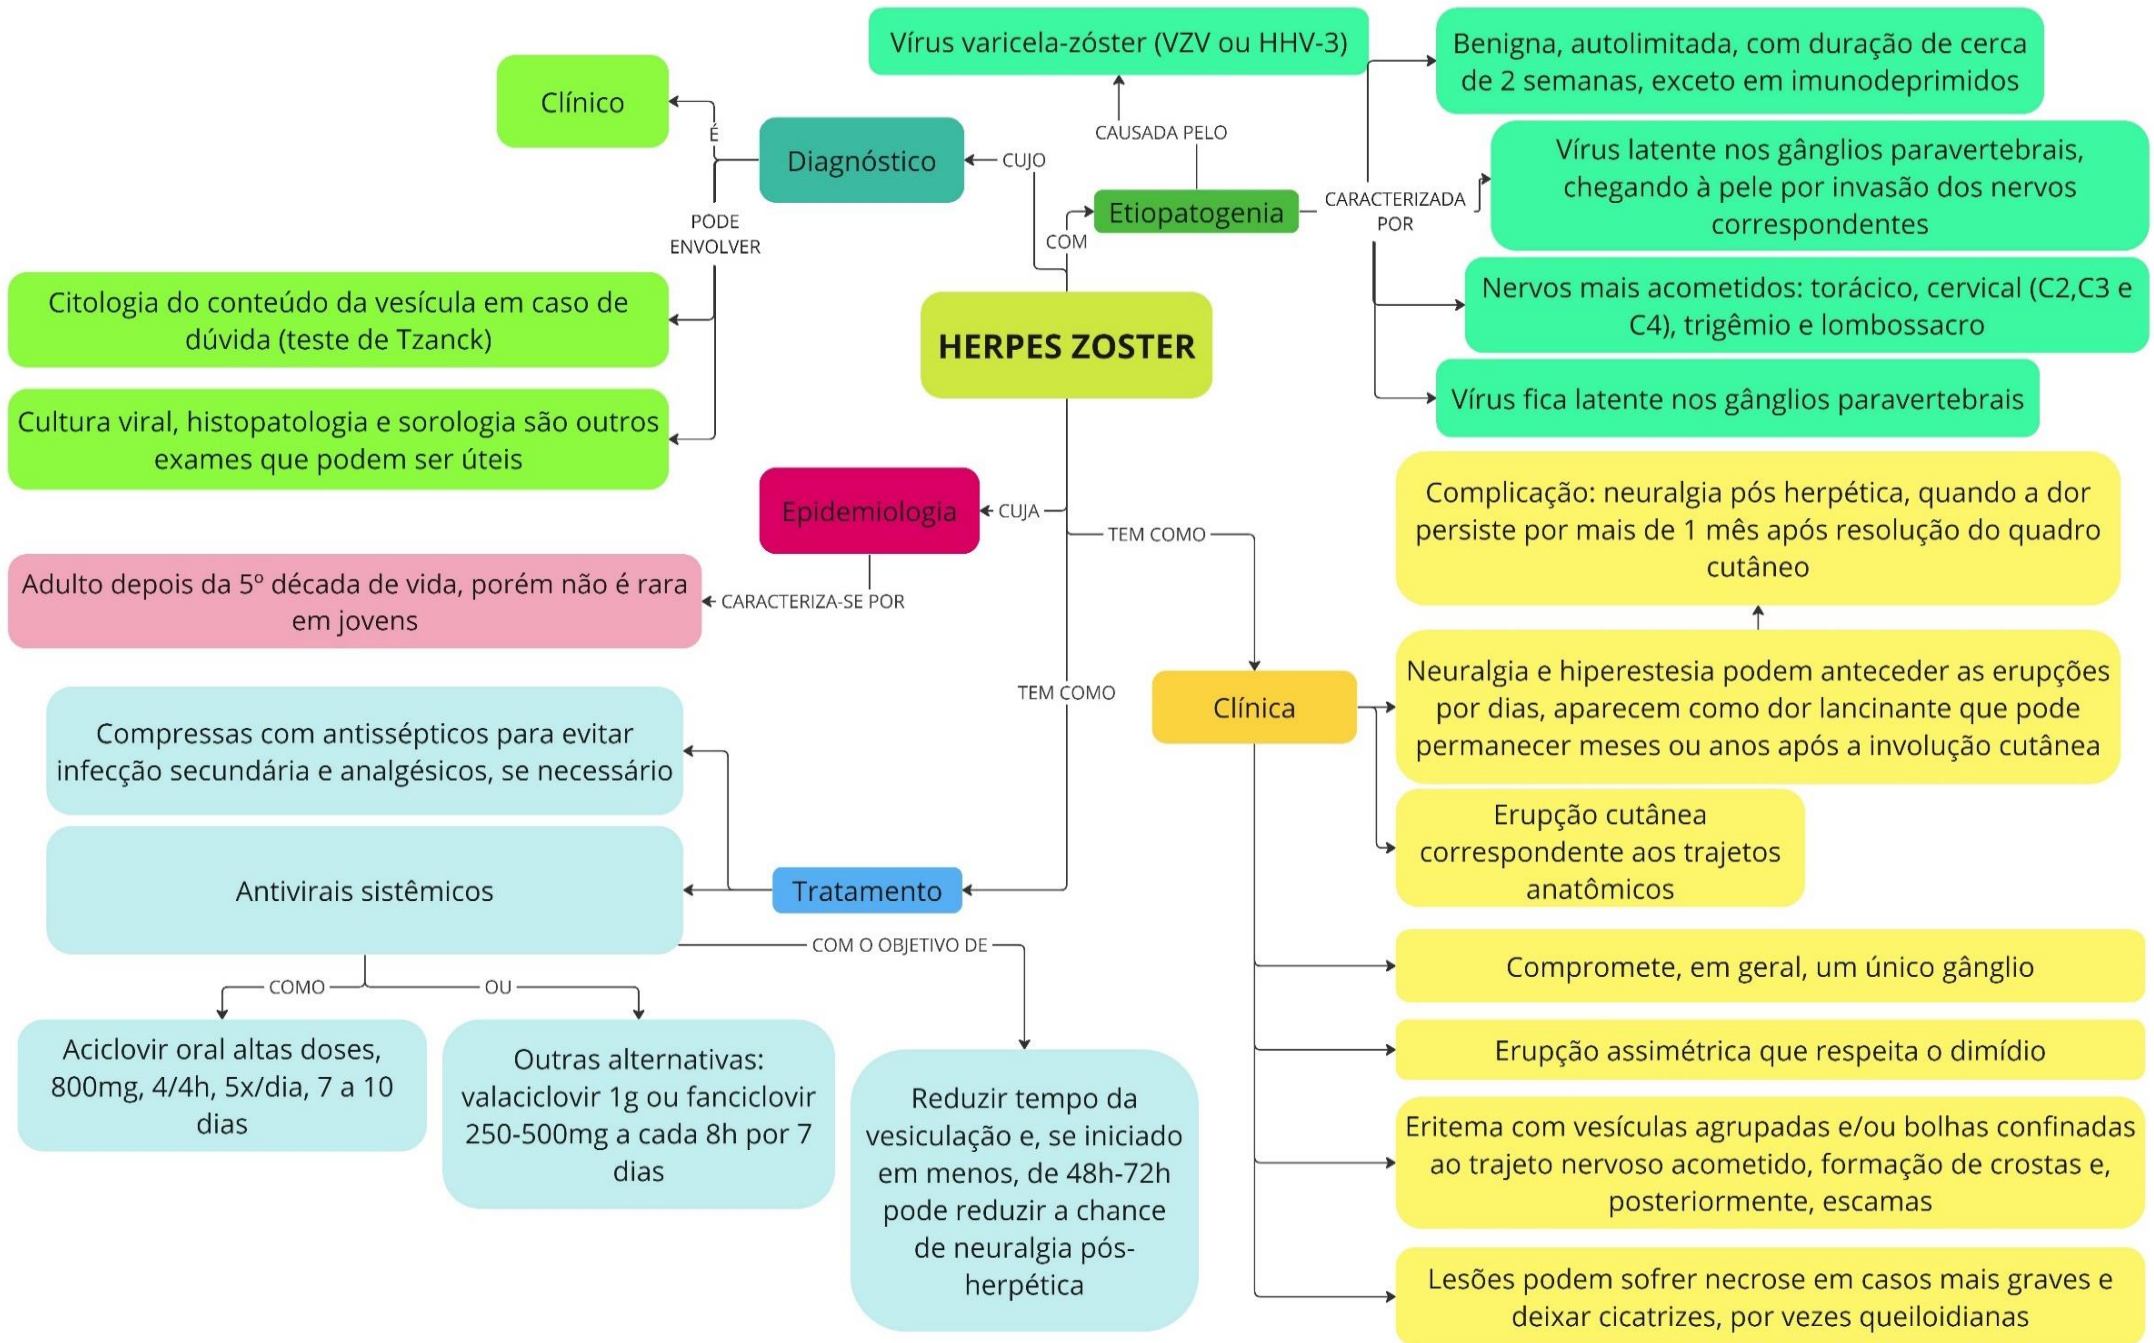 Vírus varicela-zóster (VZV ou HHV-3)
Benigna, autolimitada, com duração de cerca
de 2 semanas, exceto em imunodeprimidos
Clínico
É
CAUSADA PELO
Diagnóstico
CUJO
Vírus latente nos gânglios paravertebrais,
chegando à pele por invasão dos nervos
correspondentes
Etiopatogenia
CARACTERIZADA
POR
PODE
ENVOLVER
COM
Citologia do conteúdo da vesícula em caso de
dúvida (teste de Tzanck)
Nervos mais acometidos: torácico, cervical (C2,C3 e
C4), trigêmio e lombossacro
HERPES ZOSTER
Cultura viral, histopatologia e sorologia são outros
exames que podem ser úteis
Vírus fica latente nos gânglios paravertebrais
Epidemiologia
CUJA
TEM COMO
Complicação: neuralgia pós herpética, quando a dor
persiste por mais de 1 mês após resolução do quadro
cutâneo
Adulto depois da 5º década de vida, porém não é rara
em jovens
CARACTERIZA-SE POR
TEM COMO
Clínica
Neuralgia e hiperestesia podem anteceder as erupções
por dias, aparecem como dor lancinante que pode
permanecer meses ou anos após a involução cutânea
Compressas com antissépticos para evitar
infecção secundária e analgésicos, se necessário
Erupção cutânea
correspondente aos trajetos
anatômicos
Antivirais sistêmicos
Tratamento
COM O OBJETIVO DE
Compromete, em geral, um único gânglio
COMO
OU
Aciclovir oral altas doses,
800mg, 4/4h, 5x/dia, 7 a 10
dias
Outras alternativas:
valaciclovir 1g ou fanciclovir
250-500mg a cada 8h por 7
dias
Reduzir tempo da
vesiculação e, se iniciado
em menos, de 48h-72h
pode reduzir a chance
de neuralgia pós-
herpética
Erupção assimétrica que respeita o dimídio
Eritema com vesículas agrupadas e/ou bolhas confinadas
ao trajeto nervoso acometido, formação de crostas e,
posteriormente, escamas
Lesões podem sofrer necrose em casos mais graves e
deixar cicatrizes, por vezes queiloidianas